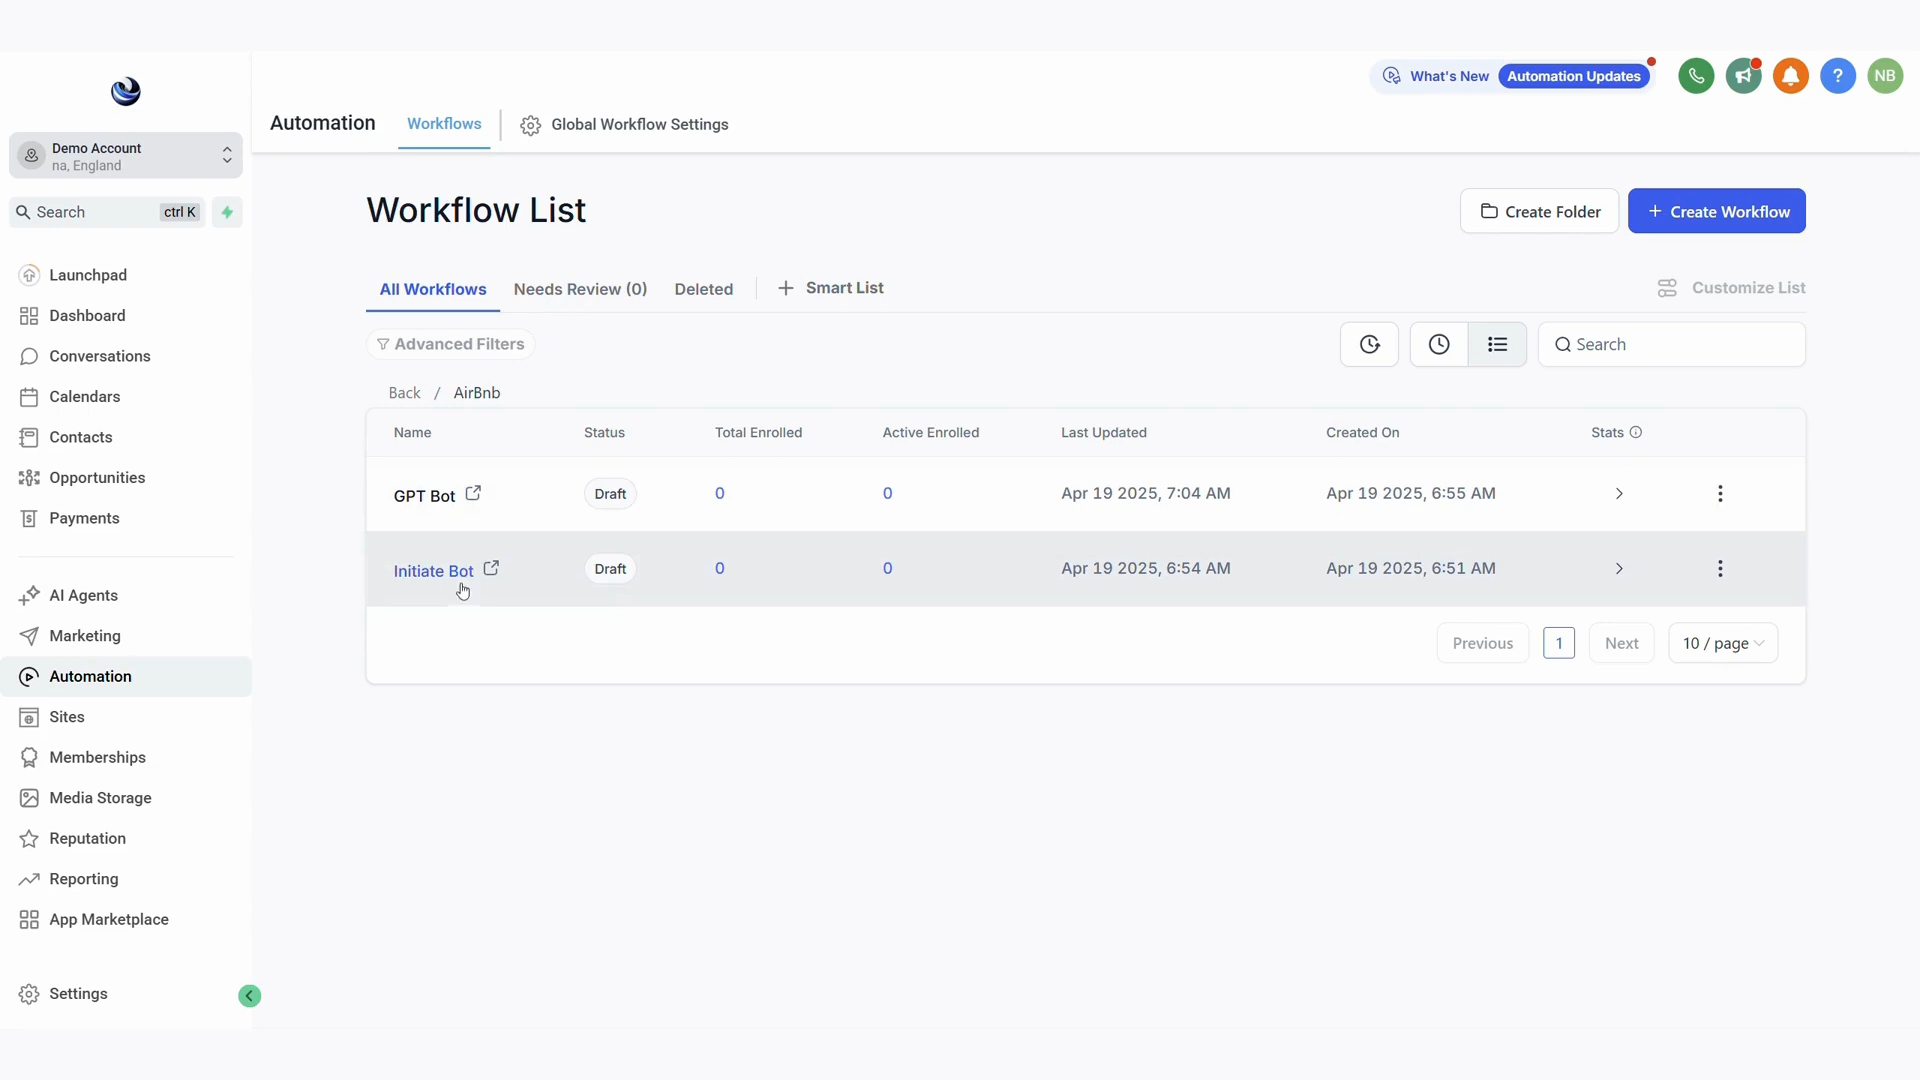 What's New Automation Updates ? NB
Automation Workflows Global Workflow Settings
Demo Account
na, England
Search ctrl K
Launchpad
Dashboard
Conversations
Calendars
Contacts
Opportunities
Payments
AI Agents
Marketing
Automation
Sites
Memberships
Media Storage
Reputation
Reporting
App Marketplace
Settings
Workflow List
Create Folder + Create Workflow
All Workflows Needs Review (0) Deleted + Smart List Customize List
Advanced Filters Search
Back / AirBnb
Name Status Total Enrolled Active Enrolled Last Updated Created On Stats
GPT Bot Draft 0 0 Apr 19 2025, 7:04 AM Apr 19 2025, 6:55 AM
Initiate Bot Draft 0 0 Apr 19 2025, 6:54 AM Apr 19 2025, 6:51 AM
Previous 1 Next 10 / page